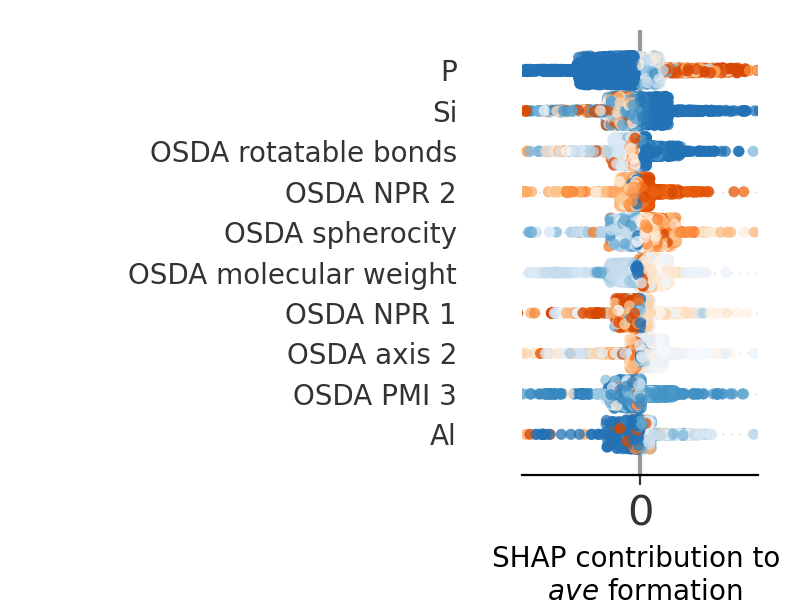 P
Si
OSDA rotatable bonds
OSDA NPR 2
OSDA spherocity
OSDA molecular weight
OSDA NPR 1
OSDA axis 2
OSDA PMI 3
Al
0
SHAP contribution to
ave formation